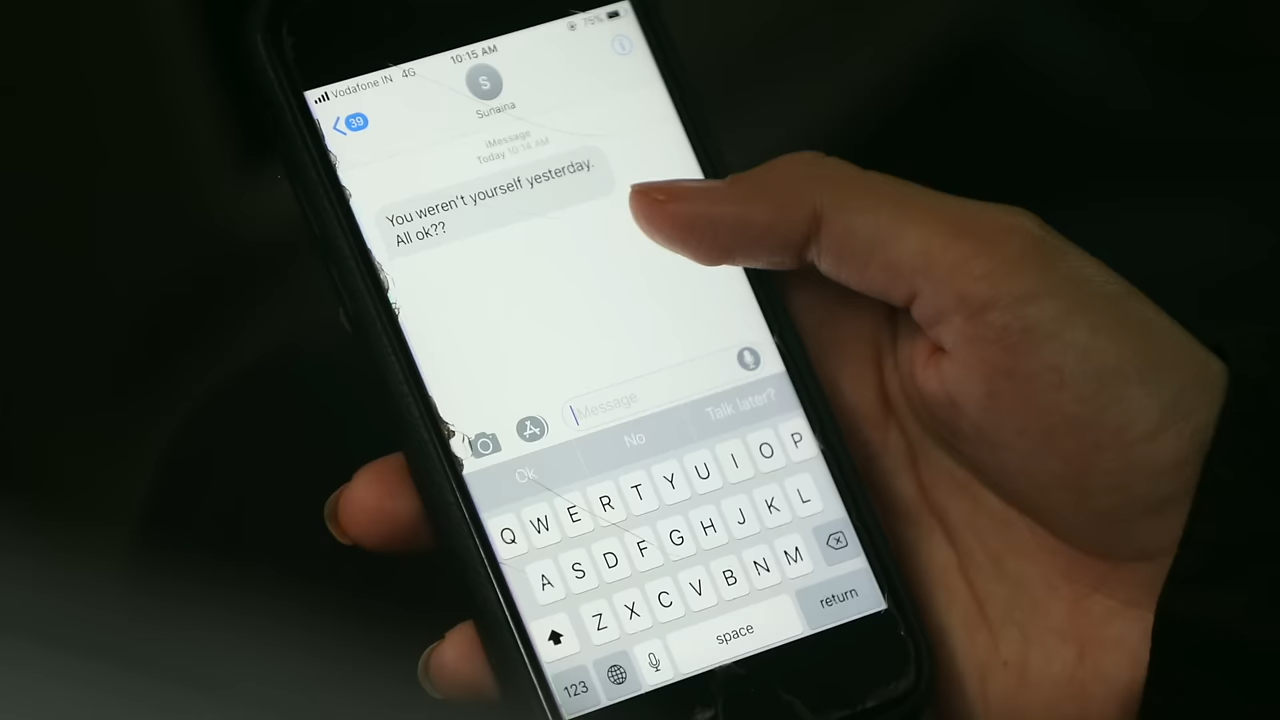 Vodafone IN 4G 10:15 AM 75%
39
S
Sunaina
iMessage
Today 10:14 AM
You weren't yourself yesterday.
All ok??
Message
Ok No Talk later?
Q W E R T Y U I O P
A S D F G H J K L
Z X C V B N M
123 space return